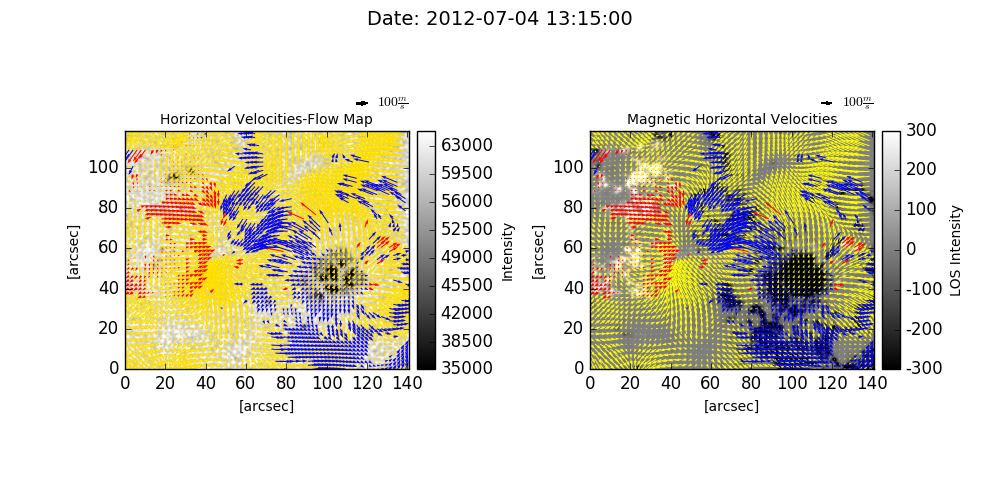 Date: 2012-07-04 13:15:00
100 m/s
100 m/s
Horizontal Velocities-Flow Map
Magnetic Horizontal Velocities
100
80
60
40
20
0
0 20 40 60 80 100 120 140
[arcsec]
[arcsec]
63000
59500
56000
52500
49000
45500
42000
38500
35000
Intensity
100
80
60
40
20
0
0 20 40 60 80 100 120 140
[arcsec]
[arcsec]
300
200
100
0
-100
-200
-300
LOS Intensity